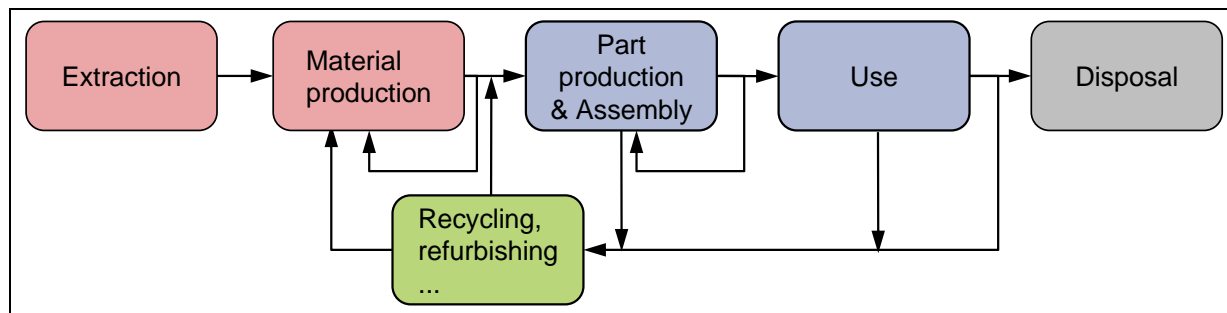 Extraction
Material
production
Part
production
& Assembly
Use
Disposal
Recycling,
refurbishing
...